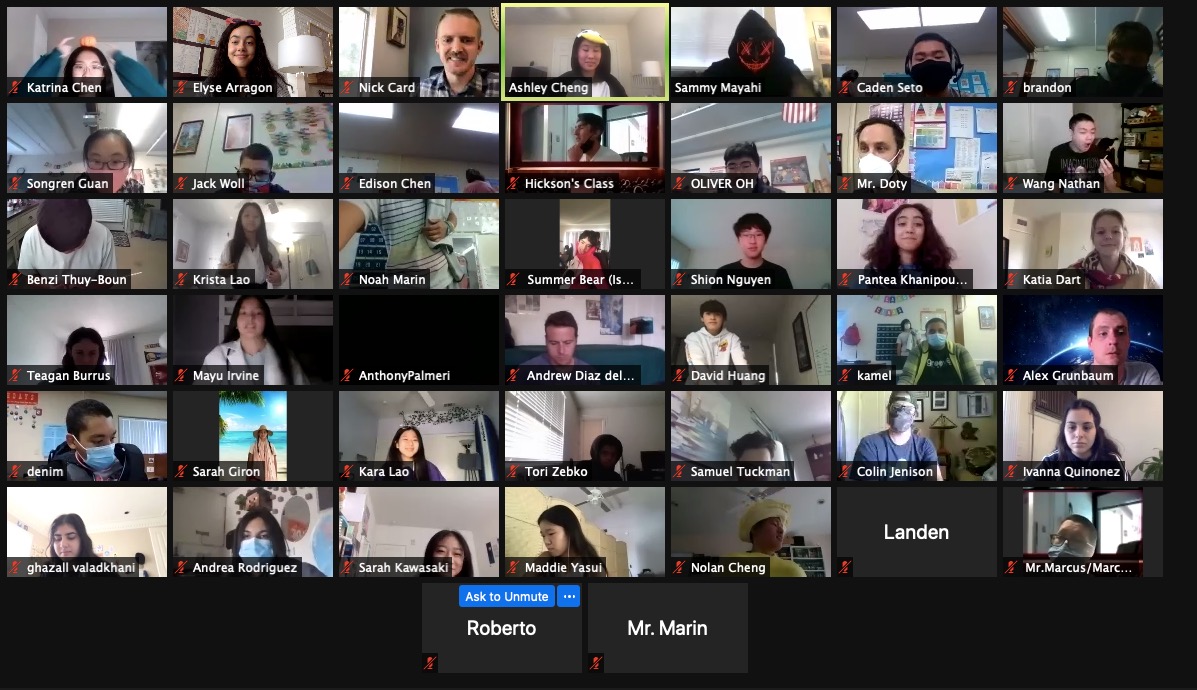 Katrina Chen
Elyse Arragon
Nick Card
Ashley Cheng
Sammy Mayahi
Caden Seto
brandon
Songren Guan
Jack Woll
Edison Chen
Hickson's Class
OLIVER OH
Mr. Doty
Wang Nathan
Benzi Thuy-Boun
Krista Lao
Noah Marin
Summer Bear (Is...
Shion Nguyen
Pantea Khanipou...
Katia Dart
Teagan Burrus
Mayu Irvine
AnthonyPalmeri
Andrew Diaz del...
David Huang
kamel
Alex Grunbaum
denim
Sarah Giron
Kara Lao
Tori Zebko
Samuel Tuckman
Colin Jenison
Ivanna Quinonez
ghazall valadkhani
Andrea Rodriguez
Sarah Kawasaki
Maddie Yasui
Nolan Cheng
Landen
Mr.Marcus/Marc...
Ask to Unmute ...
Roberto
Mr. Marin